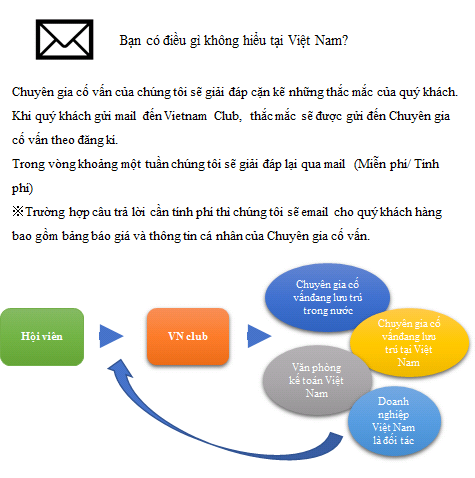 Bạn có điều gì không hiểu tại Việt Nam?
Chuyên gia cố vấn của chúng tôi sẽ giải đáp cặn kẽ những thắc mắc của quý khách.
Khi quý khách gửi mail đến Vietnam Club, thắc mắc sẽ được gửi đến Chuyên gia
cố vấn theo đăng kí.
Trong vòng khoảng một tuần chúng tôi sẽ giải đáp lại qua mail (Miễn phí/ Tính
phí)
※Trường hợp câu trả lời cần tính phí thì chúng tôi sẽ email cho quý khách hàng
bao gồm bảng báo giá và thông tin cá nhân của Chuyên gia cố vấn.
Hội viên
VN club
Chuyên gia cố
vấn đang lưu trú
trong nước
Chuyên gia cố
vấn đang lưu
trú tại Việt
Nam
Văn phòng
kế toán Việt
Nam
Doanh
nghiệp
Việt Nam
là đối tác